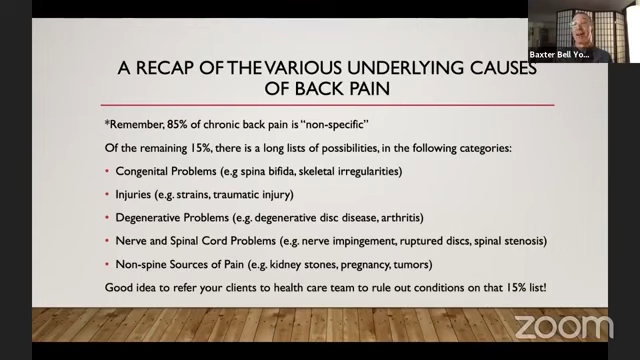 Baxter Bell Yo...
A RECAP OF THE VARIOUS UNDERLYING CAUSES
OF BACK PAIN
*Remember, 85% of chronic back pain is "non-specific"
Of the remaining 15%, there is a long lists of possibilities, in the following categories:
• Congenital Problems (e.g spina bifida, skeletal irregularities)
• Injuries (e.g. strains, traumatic injury)
• Degenerative Problems (e.g. degenerative disc disease, arthritis)
• Nerve and Spinal Cord Problems (e.g. nerve impingement, ruptured discs, spinal stenosis)
• Non-spine Sources of Pain (e.g. kidney stones, pregnancy, tumors)
Good idea to refer your clients to health care team to rule out conditions on that 15% list!
zoom